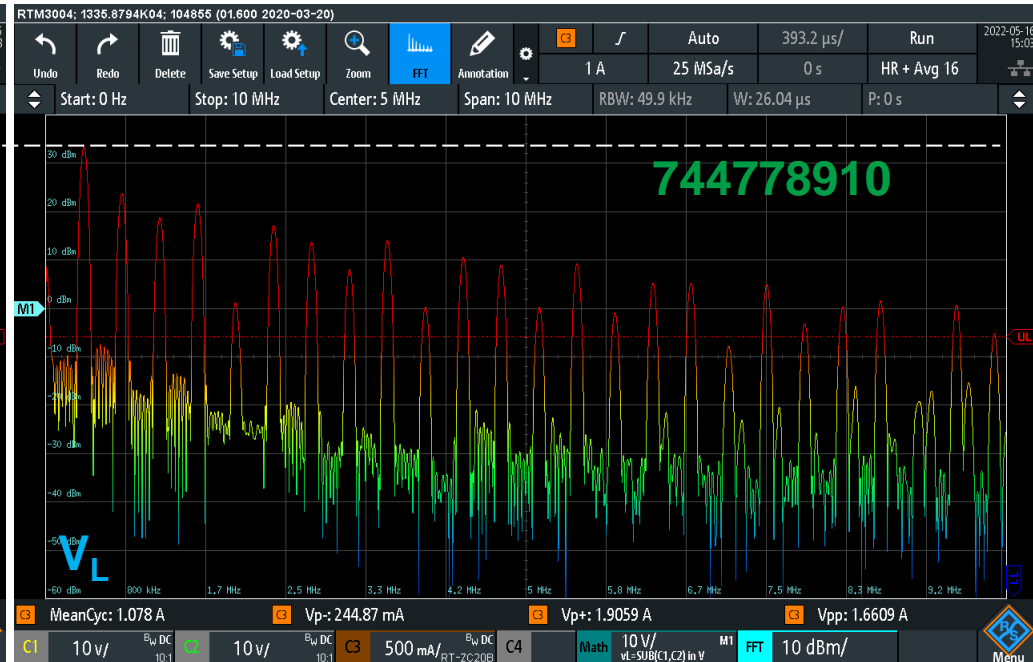 RTM3004; 1335.8794K04; 104855 (01.600 2020-03-20)
Undo Redo Delete Save Setup Load Setup Zoom FFT Annotation
C3 Auto 393.2 µs/ Run
1 A 25 MSa/s 0 s HR + Avg 16
2022-05-16
15:03
Start: 0 Hz Stop: 10 MHz Center: 5 MHz Span: 10 MHz RBW: 49.9 kHz W: 26.04 µs P: 0 s
744778910
30 dBm
20 dBm
10 dBm
0 dBm
M1
UL
-10 dBm
-20 dBm
-30 dBm
-40 dBm
-50 dBm
VL
LL
-60 dBm 800 kHz 1.7 MHz 2.5 MHz 3.3 MHz 4.2 MHz 5 MHz 5.8 MHz 6.7 MHz 7.5 MHz 8.3 MHz 9.2 MHz
C3 MeanCyc: 1.078 A C3 Vp-: 244.87 mA C3 Vp+: 1.9059 A C3 Vpp: 1.6609 A
C1 10 V/ BW DC 10:1 C2 10 V/ BW DC 10:1 C3 500 mA/ BW DC RT-ZC20B C4 Math 10 V/ M1 vL=SUB(C1,C2) in V FFT 10 dBm/
R&S
Menu